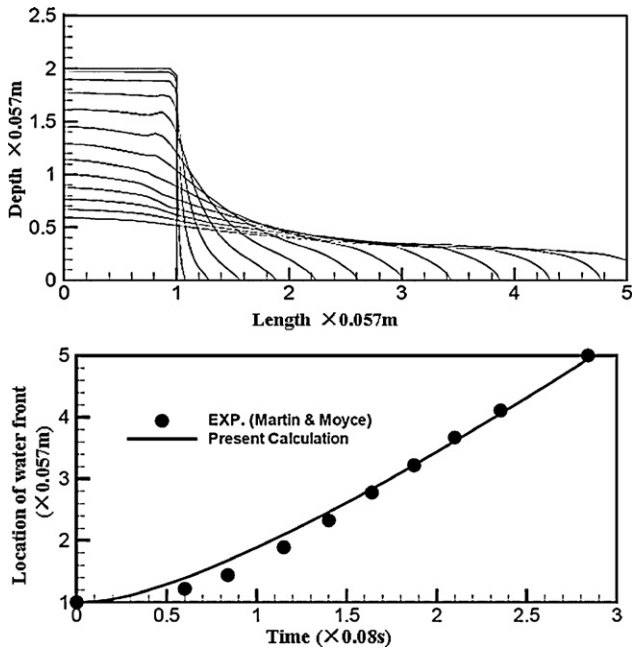 Depth ×0.057m
2.5
2
1.5
1
0.5
0
0 1 2 3 4 5
Length ×0.057m
Location of water front
(×0.057m)
5
4
3
2
1
EXP. (Martin & Moyce)
Present Calculation
0 0.5 1 1.5 2 2.5 3
Time (×0.08s)